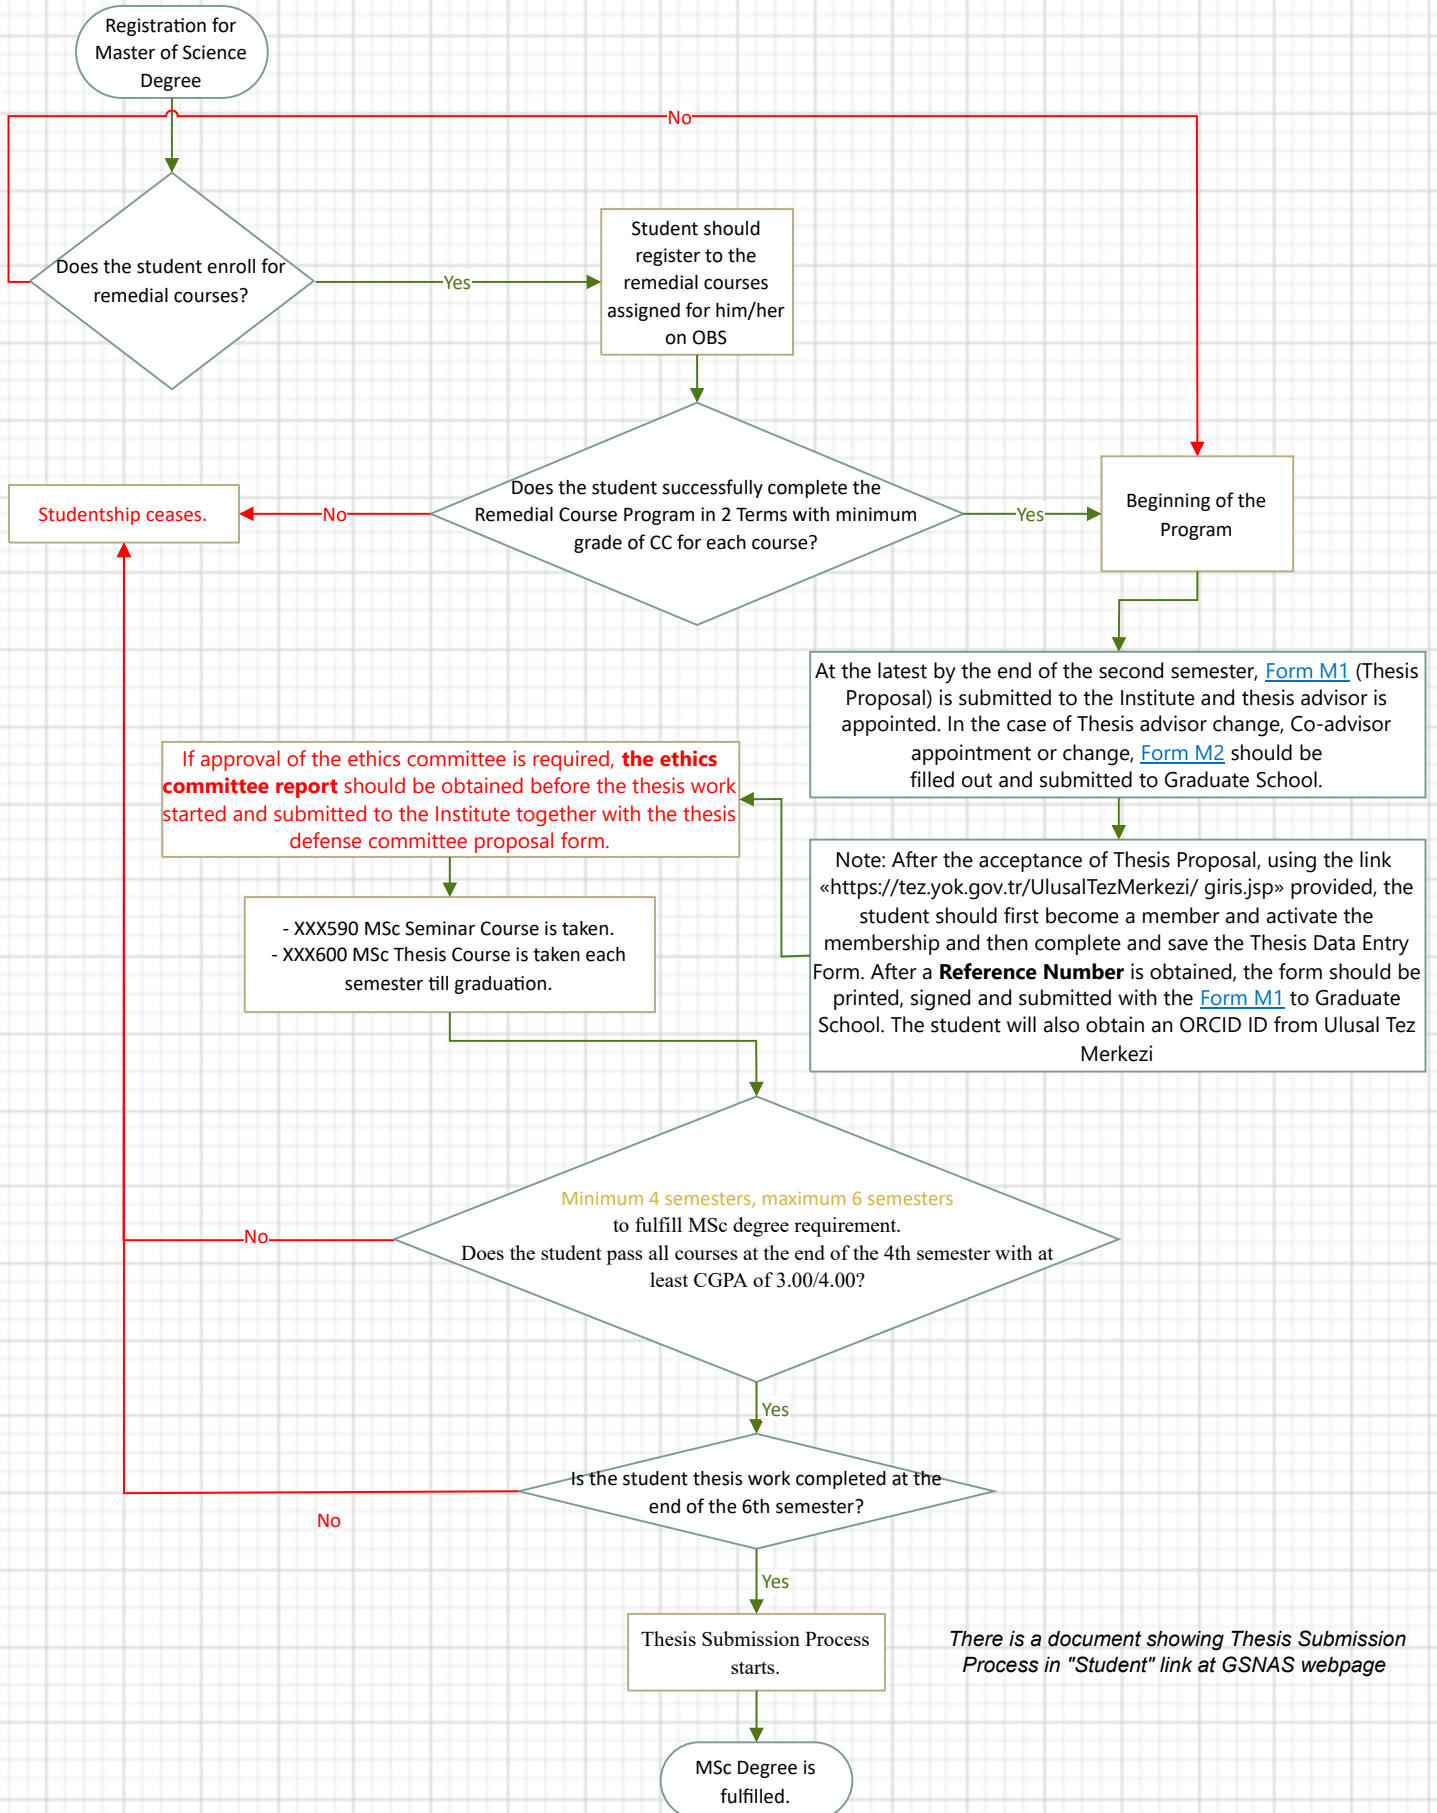 Registration for
Master of Science
Degree
No
Does the student enroll for
remedial courses?
Yes
Student should
register to the
remedial courses
assigned for him/her
on OBS
Studentship ceases.
No
Does the student successfully complete the
Remedial Course Program in 2 Terms with minimum
grade of CC for each course?
Yes
Beginning of the
Program
At the latest by the end of the second semester, Form M1 (Thesis
Proposal) is submitted to the Institute and thesis advisor is
appointed. In the case of Thesis advisor change, Co-advisor
appointment or change, Form M2 should be
filled out and submitted to Graduate School.
Note: After the acceptance of Thesis Proposal, using the link
«https://tez.yok.gov.tr/UlusalTezMerkezi/ giris.jsp» provided, the
student should first become a member and activate the
membership and then complete and save the Thesis Data Entry
Form. After a Reference Number is obtained, the form should be
printed, signed and submitted with the Form M1 to Graduate
School. The student will also obtain an ORCID ID from Ulusal Tez
Merkezi
If approval of the ethics committee is required, the ethics
committee report should be obtained before the thesis work
started and submitted to the Institute together with the thesis
defense committee proposal form.
- XXX590 MSc Seminar Course is taken.
- XXX600 MSc Thesis Course is taken each
semester till graduation.
Minimum 4 semesters, maximum 6 semesters
to fulfill MSc degree requirement.
Does the student pass all courses at the end of the 4th semester with at
least CGPA of 3.00/4.00?
No
Yes
Is the student thesis work completed at the
end of the 6th semester?
No
Yes
Thesis Submission Process
starts.
There is a document showing Thesis Submission
Process in "Student" link at GSNAS webpage
MSc Degree is
fulfilled.